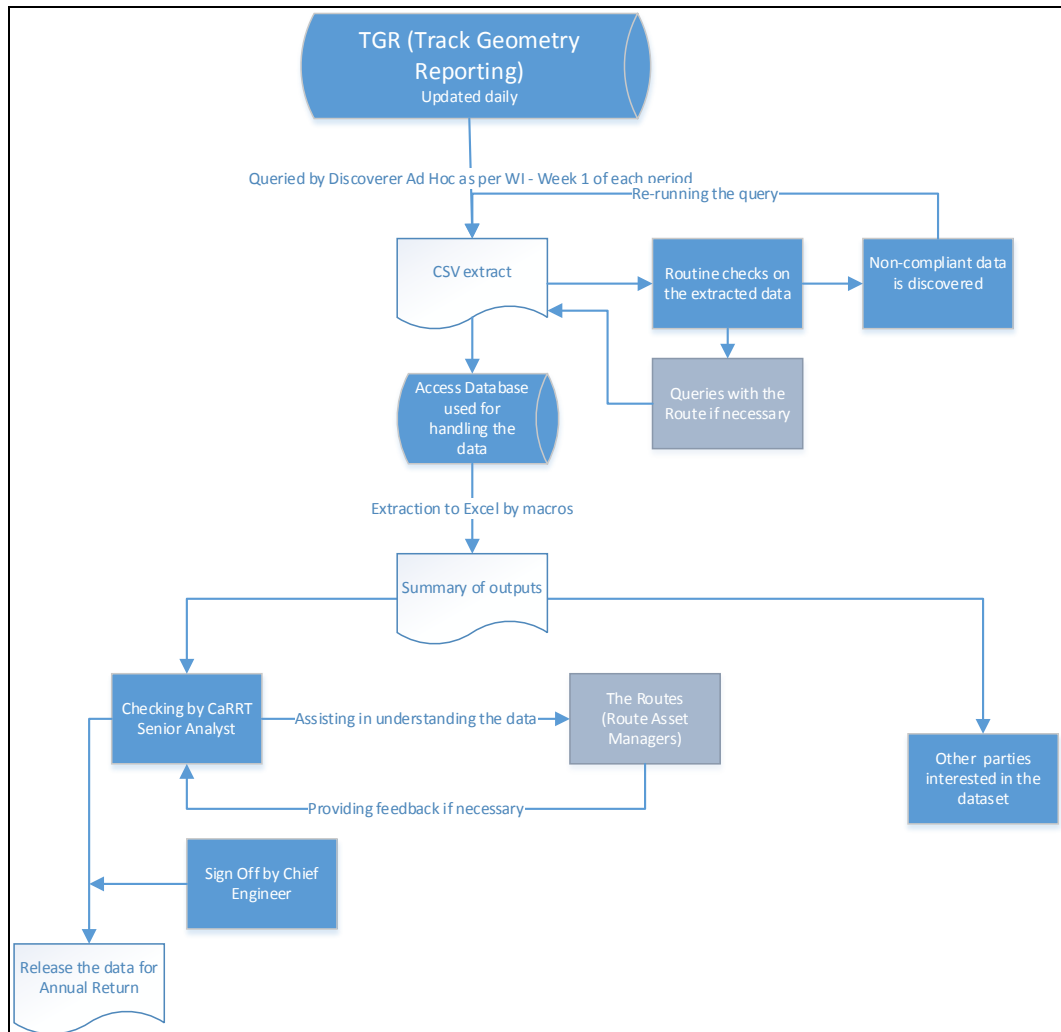 TGR (Track Geometry
Reporting)
Updated daily
Queried by Discoverer Ad Hoc as per WI - Week 1 of each period
Re-running the query
CSV extract
Routine checks on
the extracted data
Non-compliant data
is discovered
Queries with the
Route if necessary
Access Database
used for
handling the
data
Extraction to Excel by macros
Summary of outputs
Checking by CaRRT
Senior Analyst
Assisting in understanding the data
The Routes
(Route Asset
Managers)
Other parties
interested in the
dataset
Providing feedback if necessary
Sign Off by Chief
Engineer
Release the data for
Annual Return